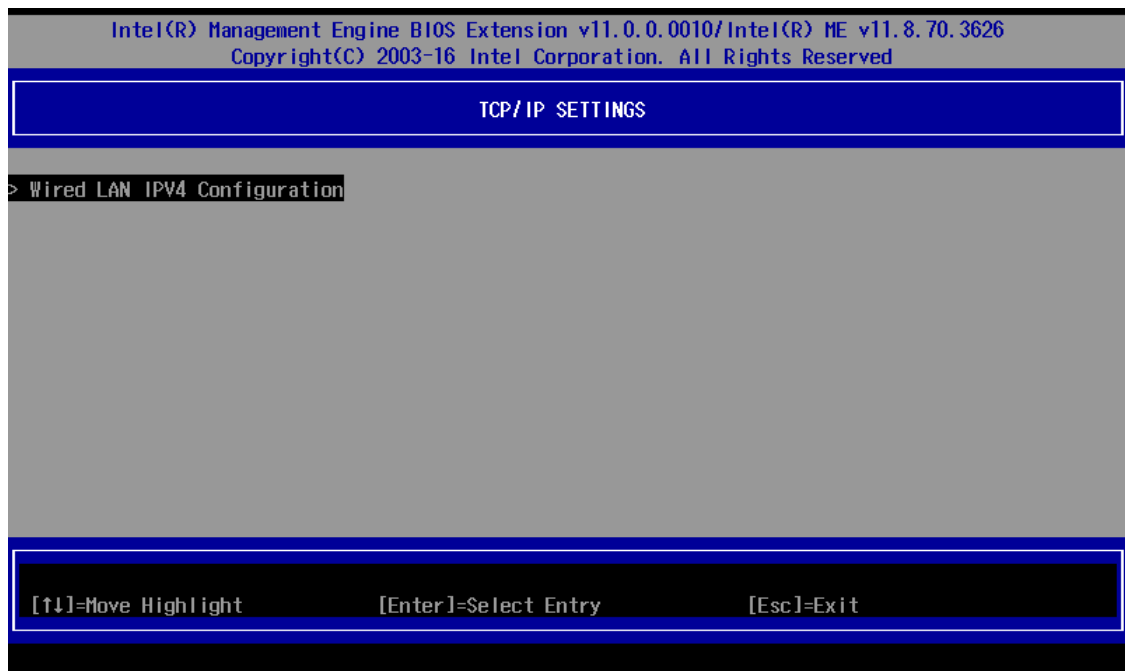 Intel(R) Management Engine BIOS Extension v11.0.0.0010/Intel(R) ME v11.8.70.3626
Copyright(C) 2003-16 Intel Corporation. All Rights Reserved
TCP/IP SETTINGS
> Wired LAN IPV4 Configuration
[↑↓]=Move Highlight [Enter]=Select Entry [Esc]=Exit